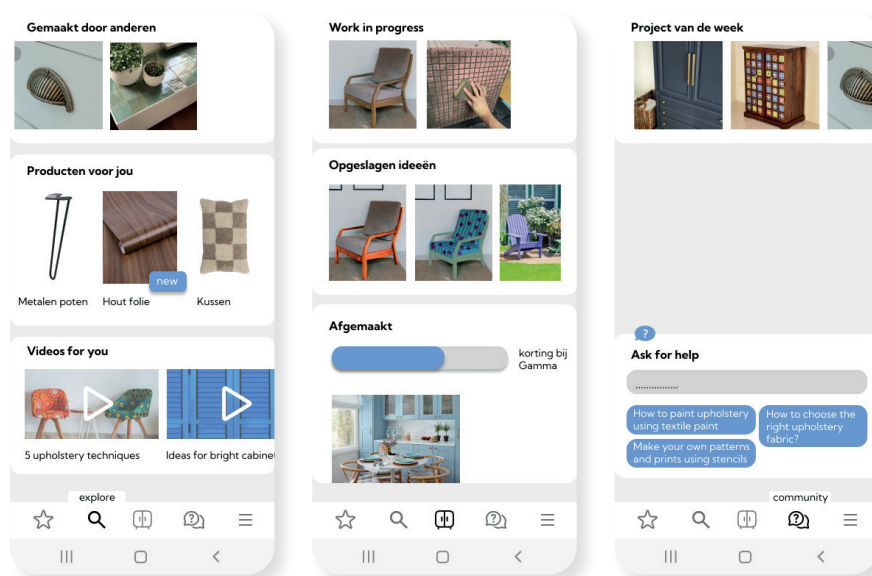 Gemaakt door anderen
Producten voor jou
new
Metalen poten
Hout folie
Kussen
Videos for you
5 upholstery techniques
Ideas for bright cabine
explore
Work in progress
Opgeslagen ideeën
Afgemaakt
korting bij
Gamma
Project van de week
?
Ask for help
................
How to paint upholstery
using textile paint
How to choose the
right upholstery
fabric?
Make your own patterns
and prints using stencils
community
?